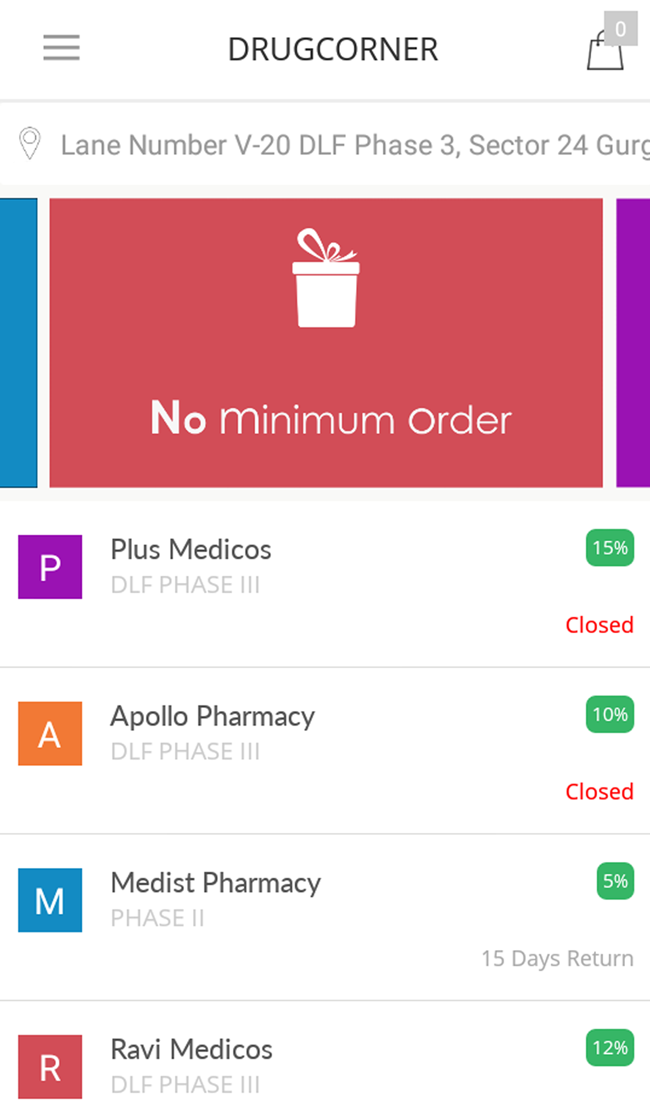 DRUGCORNER
0
Lane Number V-20 DLF Phase 3, Sector 24 Gurg
No minimum order
P
Plus Medicos
15%
DLF PHASE III
Closed
A
Apollo Pharmacy
10%
DLF PHASE III
Closed
M
Medist Pharmacy
5%
PHASE II
15 Days Return
R
Ravi Medicos
12%
DLF PHASE III